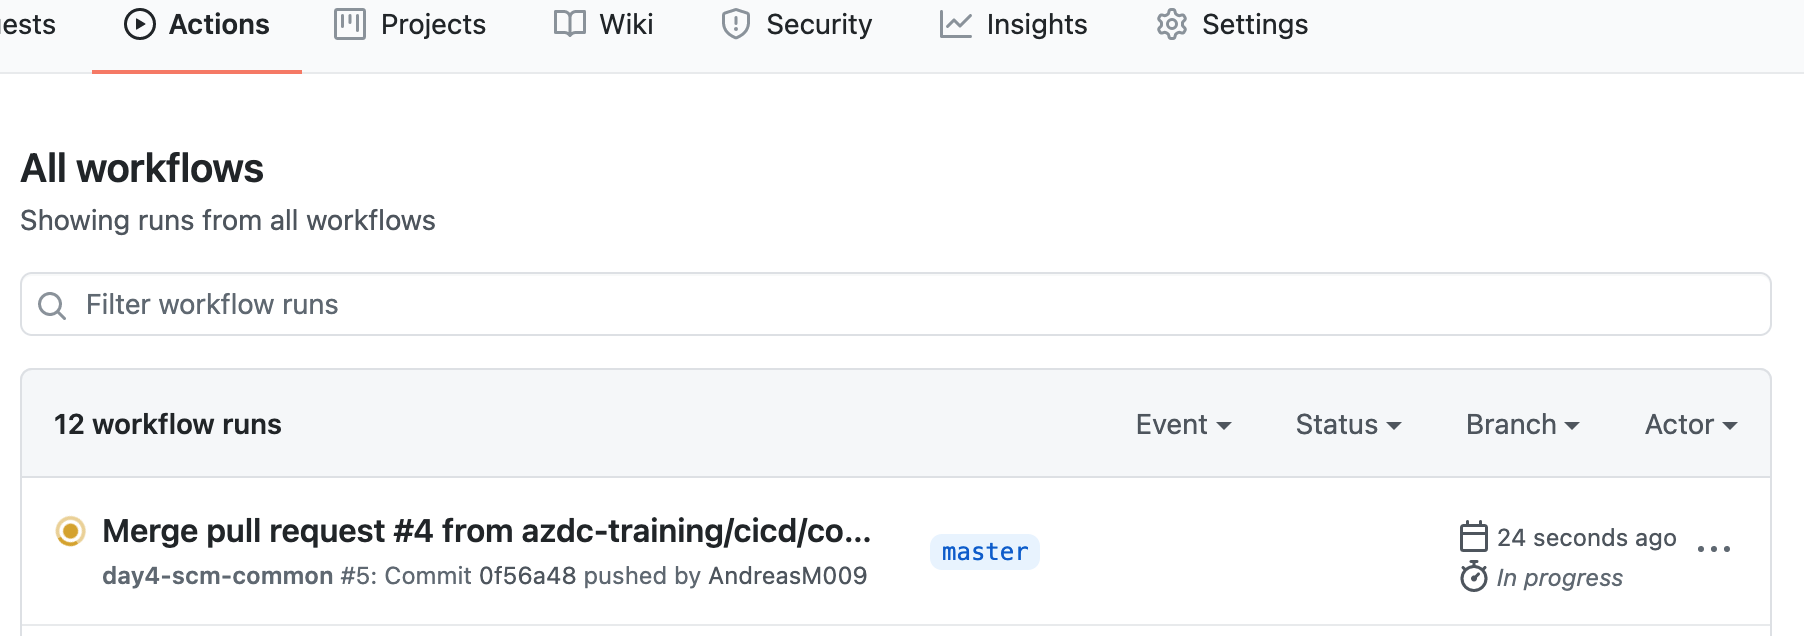 ests Actions Projects Wiki Security Insights Settings
All workflows
Showing runs from all workflows
Filter workflow runs
12 workflow runs Event Status Branch Actor
Merge pull request #4 from azdc-training/cicd/co...
day4-scm-common #5: Commit 0f56a48 pushed by AndreasM009
master
24 seconds ago
In progress